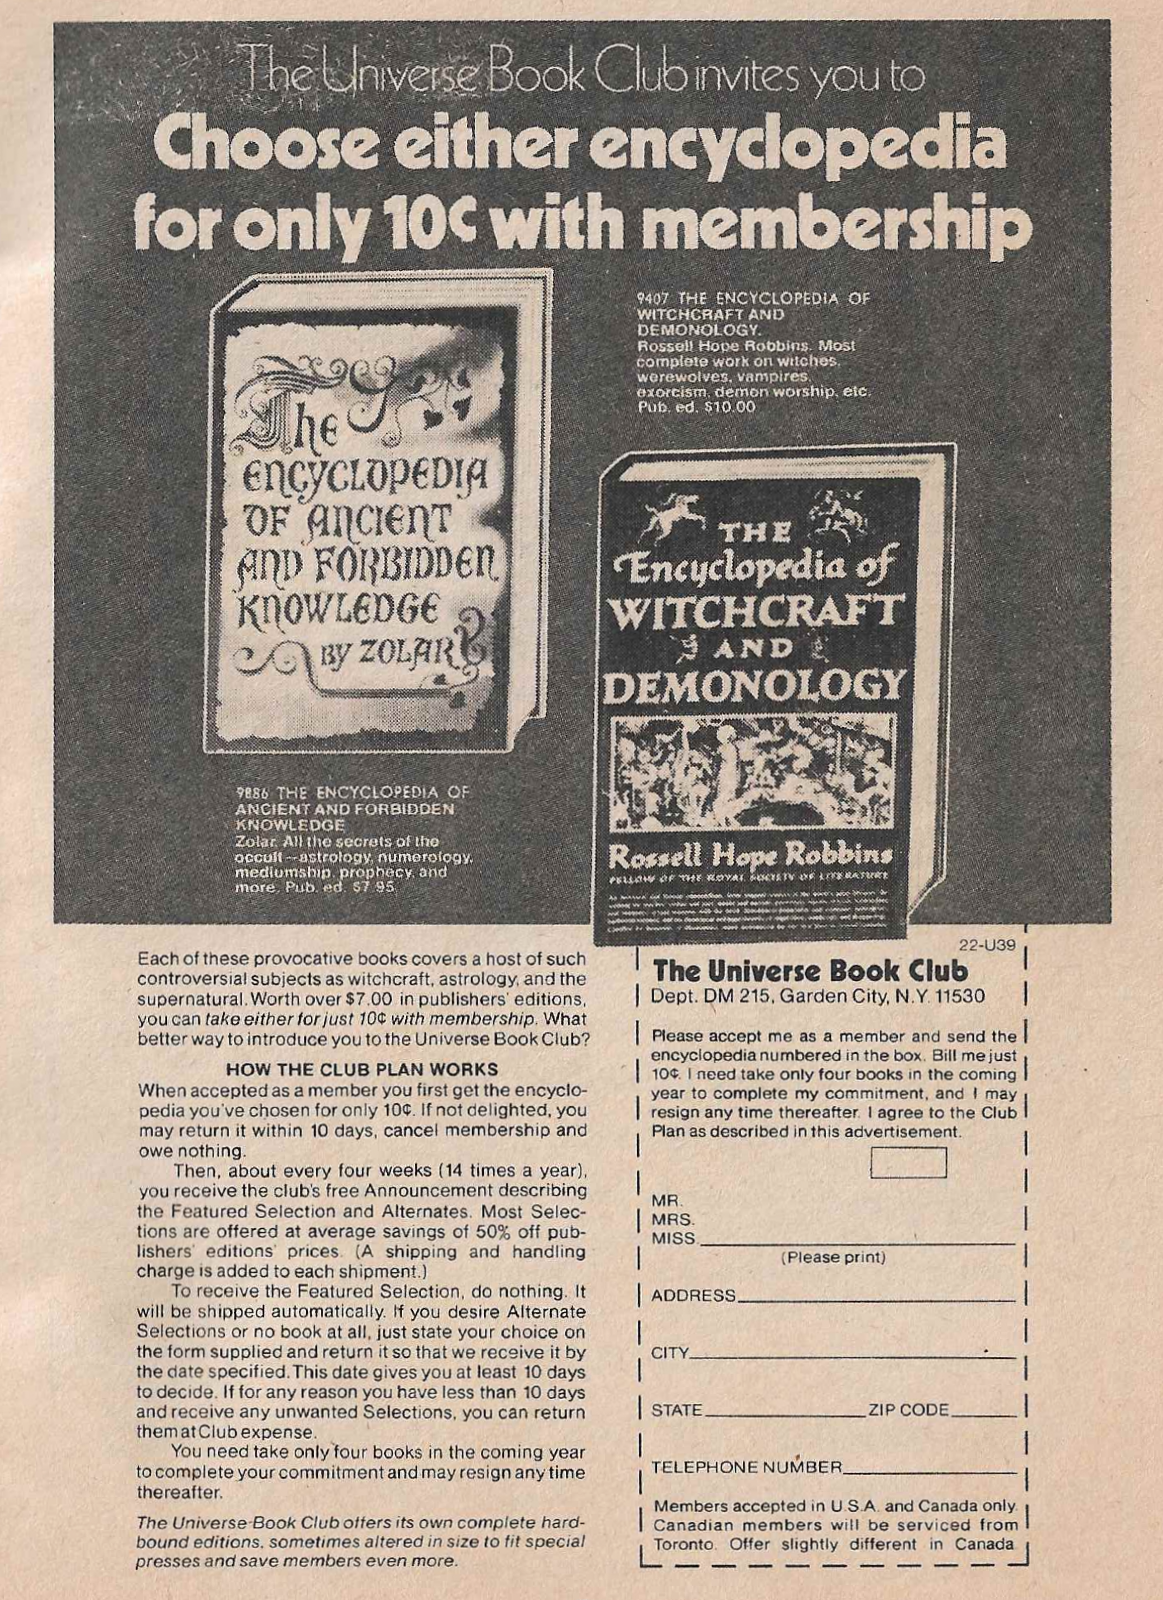 The Universe Book Club invites you to
Choose either encyclopedia
for only 10¢ with membership
9407 THE ENCYCLOPEDIA OF
WITCHCRAFT AND
DEMONOLOGY.
Rossell Hope Robbins. Most
complete work on witches,
werewolves, vampires,
exorcism, demon worship, etc.
Pub. ed. $10.00
The
ENCYCLOPEDIA
OF ANCIENT
AND FORBIDDEN
KNOWLEDGE
BY ZOLAR
THE
Encyclopedia of
WITCHCRAFT
AND
DEMONOLOGY
Rossell Hope Robbins
FELLOW OF THE ROYAL SOCIETY OF LITERATURE
9886 THE ENCYCLOPEDIA OF
ANCIENT AND FORBIDDEN
KNOWLEDGE
Zolar. All the secrets of the
occult—astrology, numerology,
mediumship, prophecy, and
more. Pub. ed. $7.95
Each of these provocative books covers a host of such
controversial subjects as witchcraft, astrology, and the
supernatural. Worth over $7.00 in publishers' editions,
you can take either for just 10¢ with membership. What
better way to introduce you to the Universe Book Club?
HOW THE CLUB PLAN WORKS
When accepted as a member you first get the encyclo-
pedia you've chosen for only 10¢. If not delighted, you
may return it within 10 days, cancel membership and
owe nothing.
Then, about every four weeks (14 times a year),
you receive the club's free Announcement describing
the Featured Selection and Alternates. Most Selec-
tions are offered at average savings of 50% off pub-
lishers' editions' prices. (A shipping and handling
charge is added to each shipment.)
To receive the Featured Selection, do nothing. It
will be shipped automatically. If you desire Alternate
Selections or no book at all, just state your choice on
the form supplied and return it so that we receive it by
the date specified. This date gives you at least 10 days
to decide. If for any reason you have less than 10 days
and receive any unwanted Selections, you can return
them at Club expense.
You need take only four books in the coming year
to complete your commitment and may resign any time
thereafter.
The Universe Book Club offers its own complete hard-
bound editions, sometimes altered in size to fit special
presses and save members even more.
22-U39
The Universe Book Club
Dept. DM 215, Garden City, N.Y. 11530
Please accept me as a member and send the
encyclopedia numbered in the box. Bill me just
10¢. I need take only four books in the coming
year to complete my commitment, and I may
resign any time thereafter. I agree to the Club
Plan as described in this advertisement.
MR.
MRS.
MISS
(Please print)
ADDRESS
CITY
STATE ZIP CODE
TELEPHONE NUMBER
Members accepted in U.S.A. and Canada only.
Canadian members will be serviced from
Toronto. Offer slightly different in Canada.